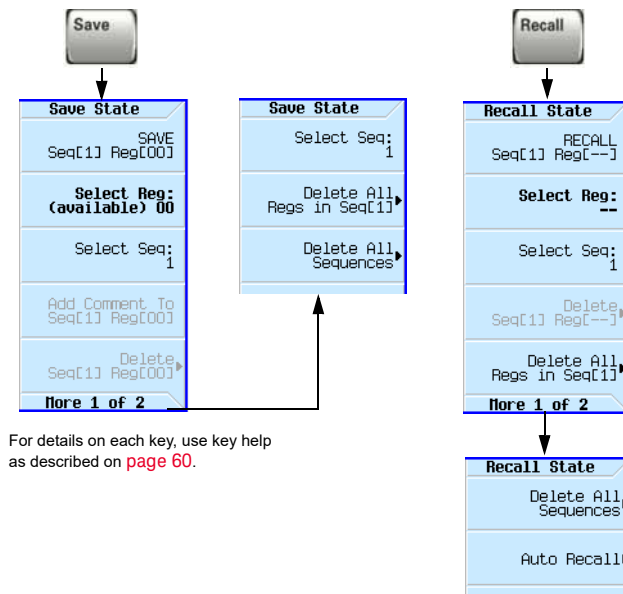 Save
Save State
SAVE
Seq[1] Reg[00]
Select Reg:
(available) 00
Select Seq:
1
Add Comment To
Seq[1] Reg[00]
Delete
Seq[1] Reg[00]
More 1 of 2
Save State
Select Seq:
1
Delete All
Regs in Seq[1]
Delete All
Sequences
For details on each key, use key help
as described on page 60.
Recall
Recall State
RECALL
Seq[1] Reg[--]
Select Reg:
--
Select Seq:
1
Delete
Seq[1] Reg[--]
Delete All
Regs in Seq[1]
More 1 of 2
Recall State
Delete All
Sequences
Auto Recall